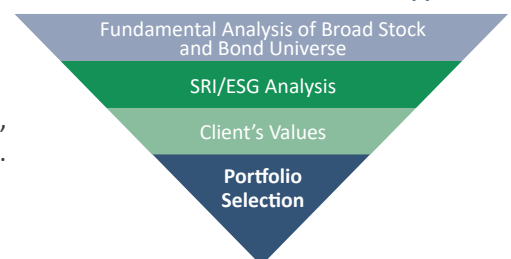 Fundamental Analysis of Broad Stock
and Bond Universe
SRI/ESG Analysis
,
Client's Values
.
Portfolio
Selection